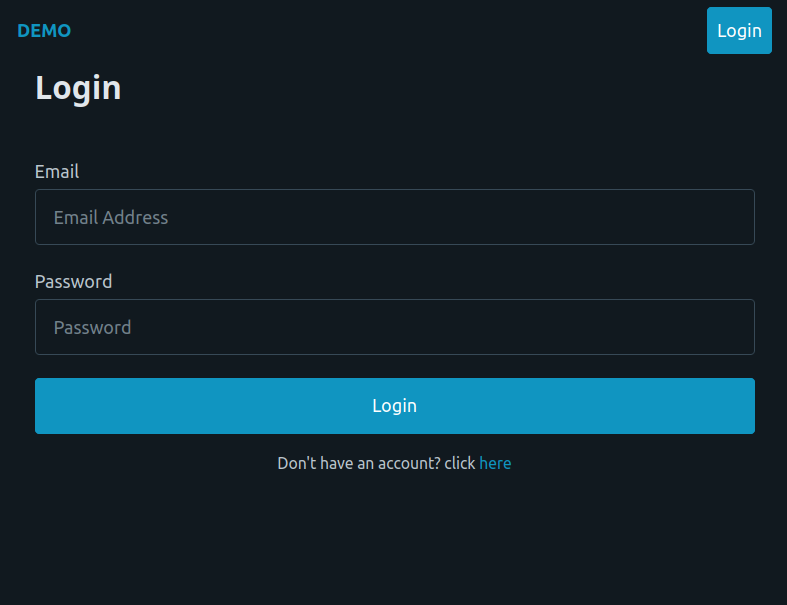 DEMO
Login
Login
Email
Email Address
Password
Password
Login
Don't have an account? click here